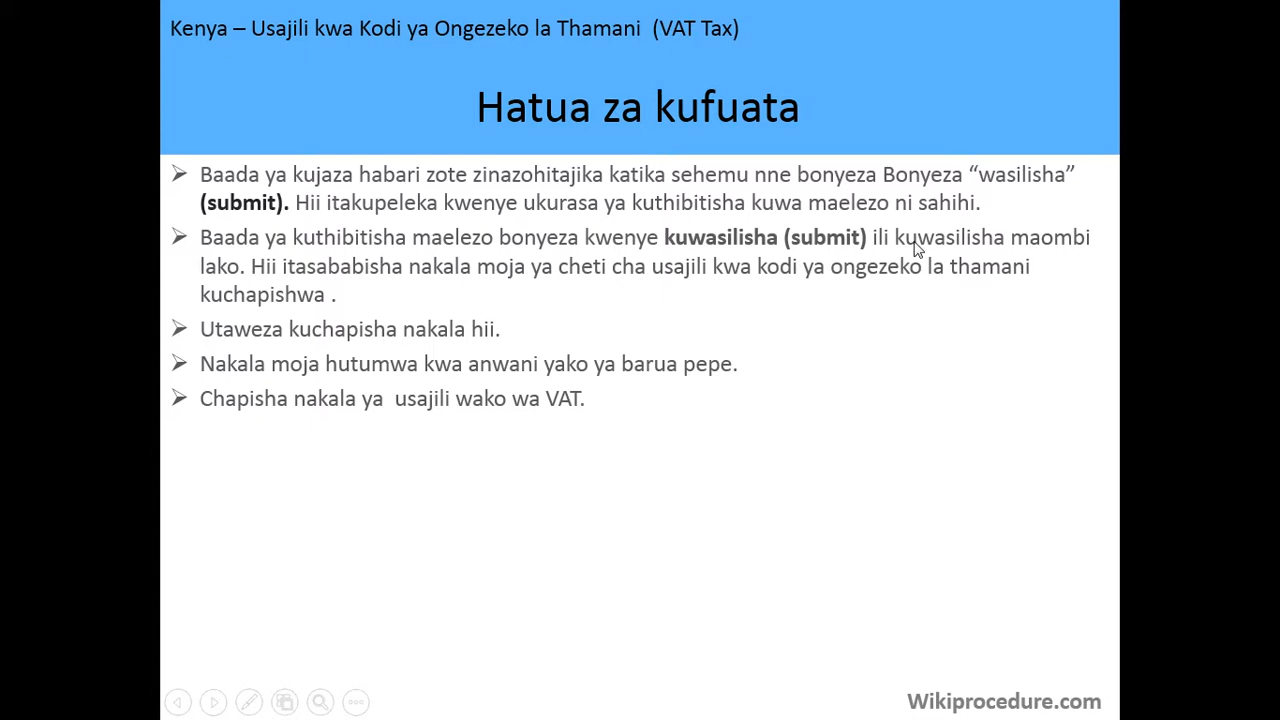 Kenya – Usajili kwa Kodi ya Ongezeko la Thamani (VAT Tax)
Hatua za kufuata
➢ Baada ya kujaza habari zote zinazohitajika katika sehemu nne bonyeza Bonyeza “wasilisha”
(submit). Hii itakupeleka kwenye ukurasa ya kuthibitisha kuwa maelezo ni sahihi.
➢ Baada ya kuthibitisha maelezo bonyeza kwenye kuwasilisha (submit) ili kuwasilisha maombi
lako. Hii itasababisha nakala moja ya cheti cha usajili kwa kodi ya ongezeko la thamani
kuchapishwa .
➢ Utaweza kuchapisha nakala hii.
➢ Nakala moja hutumwa kwa anwani yako ya barua pepe.
➢ Chapisha nakala ya usajili wako wa VAT.
Wikiprocedure.com